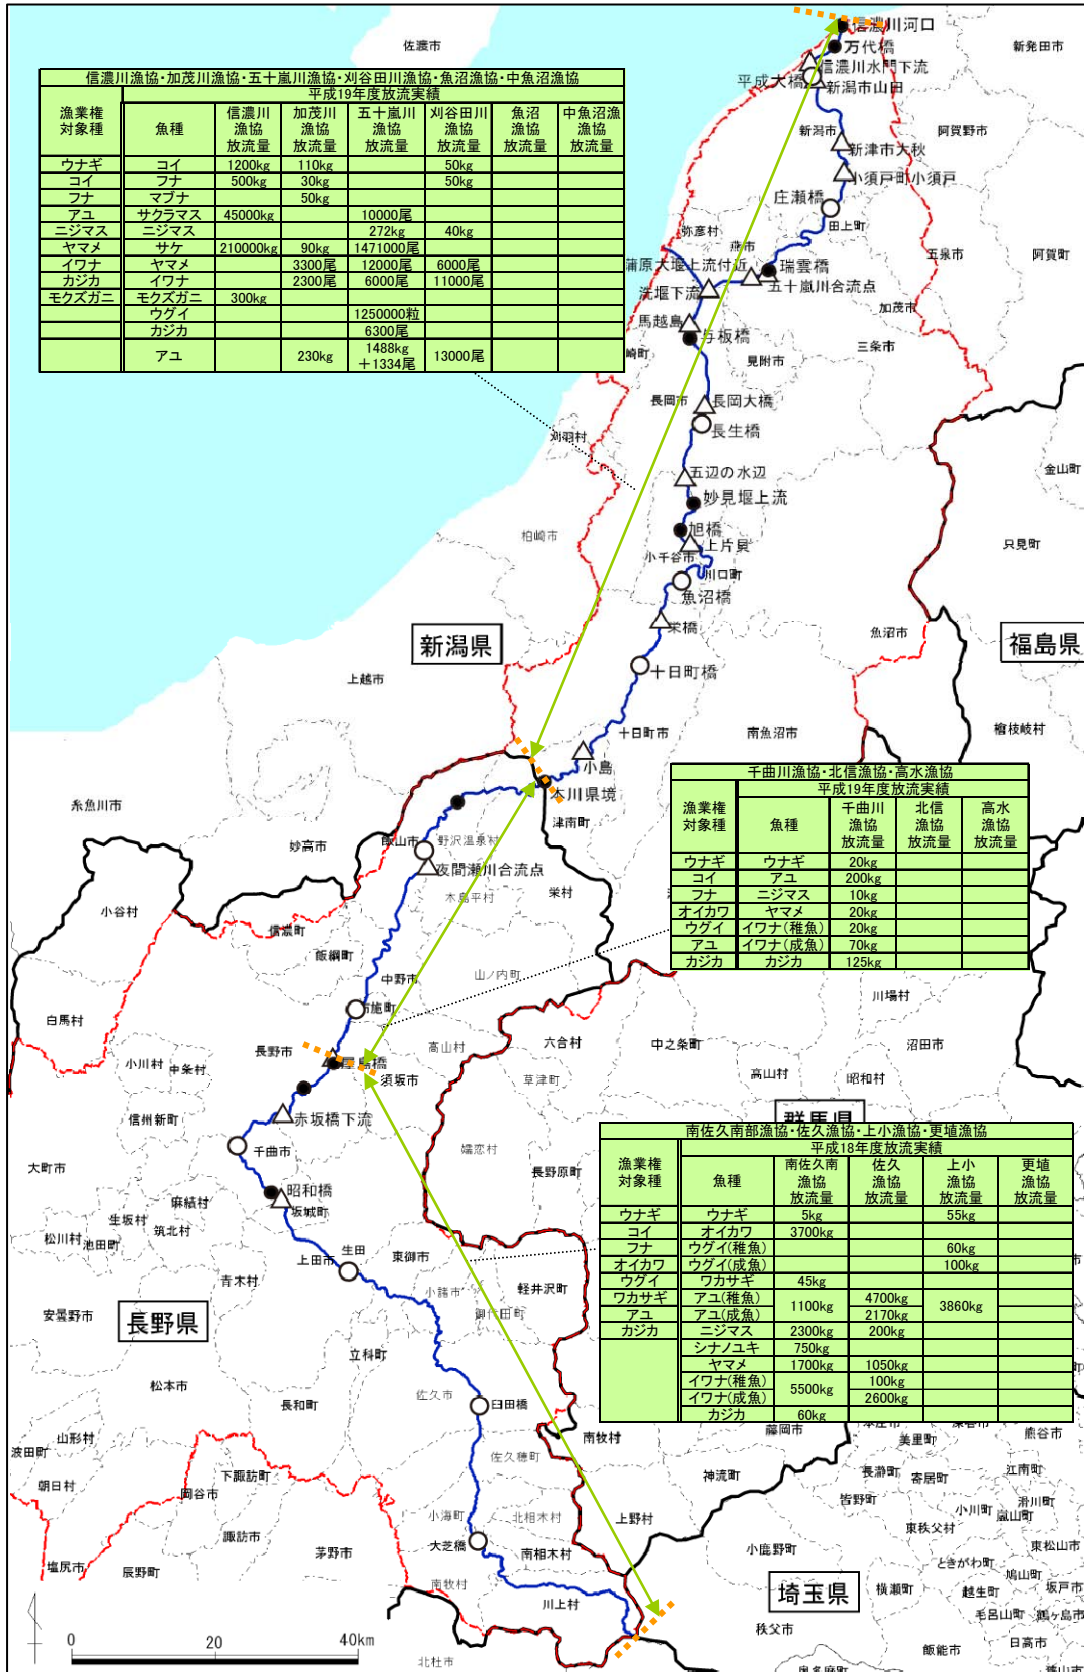 佐渡市
信濃川河口
万代橋
新発田市
信濃川水門下流
平成大橋
新潟市山田
新潟市
阿賀野市
新津市大秋
小須戸町小須戸
庄瀬橋
田上町
弥彦村
燕市
五泉市
阿賀町
蒲原大堰上流付近
瑞雲橋
洗堰下流
五十嵐川合流点
加茂市
馬越島
与板橋
三条市
崎町
見附市
長岡市
長岡大橋
長生橋
刈羽村
金山町
五辺の水辺
妙見堰上流
柏崎市
旭橋
上片貝
只見町
小千谷市
川口町
魚沼橋
栄橋
魚沼市
新潟県
福島県
十日町橋
上越市
十日町市
南魚沼市
檜枝岐村
小島
本川県境
糸魚川市
津南町
妙高市
飯山市
野沢温泉村
夜間瀬川合流点
栄村
木島平村
小谷村
信濃町
飯綱町
中野市
山ノ内町
川場村
白馬村
小布施町
長野市
屋島橋
高山村
六合村
中之条町
沼田市
小川村
中条村
須坂市
草津町
高山村
昭和村
信州新町
赤坂橋下流
群馬県
千曲市
嬬恋村
長野原町
大町市
麻績村
昭和橋
坂城町
生坂村
筑北村
松川村
池田町
生田
上田市
東御市
青木村
小諸市
軽井沢町
御代田町
安曇野市
長野県
立科町
松本市
佐久市
長和町
臼田橋
山形村
波田町
南牧村
藤岡市
美里町
熊谷市
佐久穂町
朝日村
下諏訪町
岡谷市
神流町
長瀞町
寄居町
江南町
皆野町
小川町
滑川町
嵐山町
小海町
北相木村
上野村
東秩父村
諏訪市
大芝橋
茅野市
南相木村
小鹿野町
ときがわ町
東松山市
塩尻市
辰野町
南牧村
川上村
埼玉県
横瀬町
越生町
鳩山町
坂戸市
毛呂山町
鶴ヶ島市
秩父市
飯能市
日高市
狭山市
北杜市
奥多摩町
0 20 40km
信濃川漁協・加茂川漁協・五十嵐川漁協・刈谷田川漁協・魚沼漁協・中魚沼漁協
漁業権対象種 平成19年度放流実績
魚種 信濃川漁協放流量 加茂川漁協放流量 五十嵐川漁協放流量 刈谷田川漁協放流量 魚沼漁協放流量 中魚沼漁協放流量
ウナギ コイ 1200kg 110kg 50kg
コイ フナ 500kg 30kg 50kg
フナ マブナ 50kg
アユ サクラマス 45000kg 10000尾
ニジマス ニジマス 272kg 40kg
ヤマメ サケ 210000kg 90kg 1471000尾
イワナ ヤマメ 3300尾 12000尾 6000尾
カジカ イワナ 2300尾 6000尾 11000尾
モクズガニ モクズガニ 300kg
ウグイ 1250000粒
カジカ 6300尾
アユ 230kg 1488kg+1334尾 13000尾
千曲川漁協・北信漁協・高水漁協
漁業権対象種 平成19年度放流実績
魚種 千曲川漁協放流量 北信漁協放流量 高水漁協放流量
ウナギ ウナギ 20kg
コイ アユ 200kg
フナ ニジマス 10kg
オイカワ ヤマメ 20kg
ウグイ イワナ(稚魚) 20kg
アユ イワナ(成魚) 70kg
カジカ カジカ 125kg
南佐久南部漁協・佐久漁協・上小漁協・更埴漁協
漁業権対象種 平成18年度放流実績
魚種 南佐久南漁協放流量 佐久漁協放流量 上小漁協放流量 更埴漁協放流量
ウナギ ウナギ 5kg 55kg
コイ オイカワ 3700kg
フナ ウグイ(稚魚) 60kg
オイカワ ウグイ(成魚) 100kg
ウグイ ワカサギ 45kg
ワカサギ アユ(稚魚) 1100kg 4700kg 3860kg
アユ アユ(成魚) 2170kg
カジカ ニジマス 2300kg 200kg
シナノユキ 750kg
ヤマメ 1700kg 1050kg
イワナ(稚魚) 5500kg 100kg
イワナ(成魚) 2600kg
カジカ 60kg